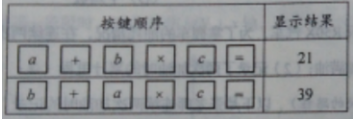 按键顺序 显示结果
a + b × c = 21
b + a × c = 39